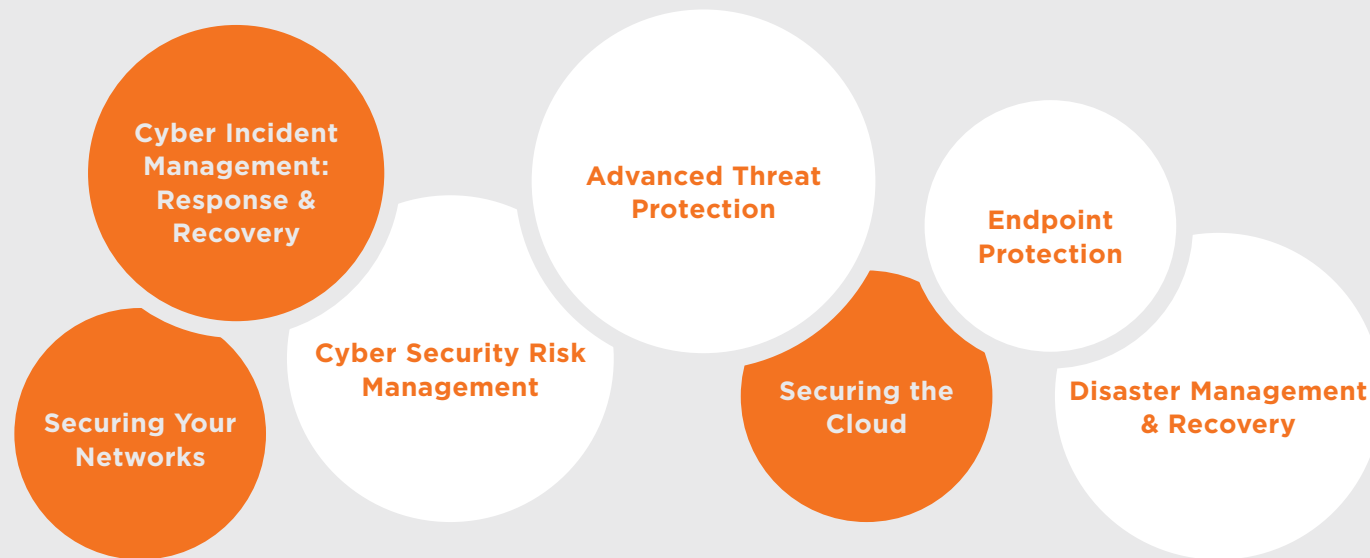 Cyber Incident
Management:
Response &
Recovery
Securing Your
Networks
Cyber Security Risk
Management
Advanced Threat
Protection
Securing the
Cloud
Endpoint
Protection
Disaster Management
& Recovery